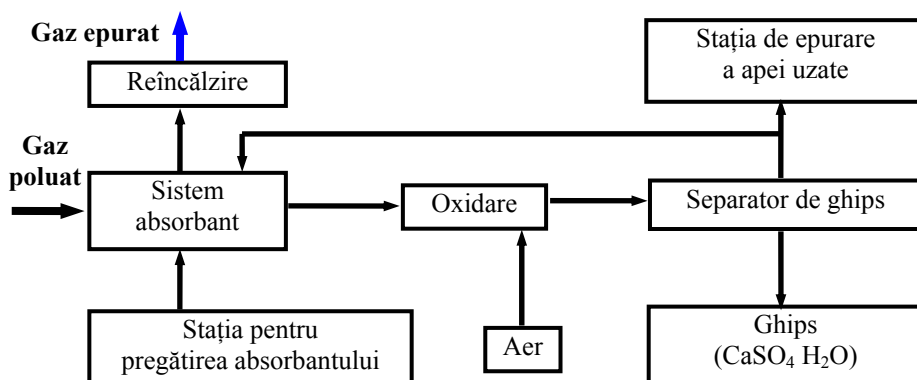 Gaz epurat
Stația de epurare
a apei uzate
Reîncălzire
Gaz
poluat
Sistem
absorbant
Oxidare
Separator de ghips
Stația pentru
pregătirea absorbantului
Aer
Ghips
(CaSO₄ H₂O)